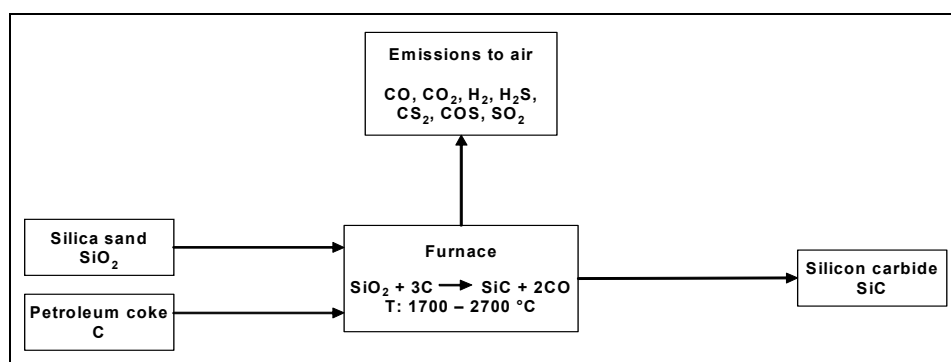 Emissions to air
CO, CO₂, H₂, H₂S,
CS₂, COS, SO₂
Silica sand
SiO₂
Petroleum coke
C
Furnace
SiO₂ + 3C → SiC + 2CO
T: 1700 – 2700 °C
Silicon carbide
SiC